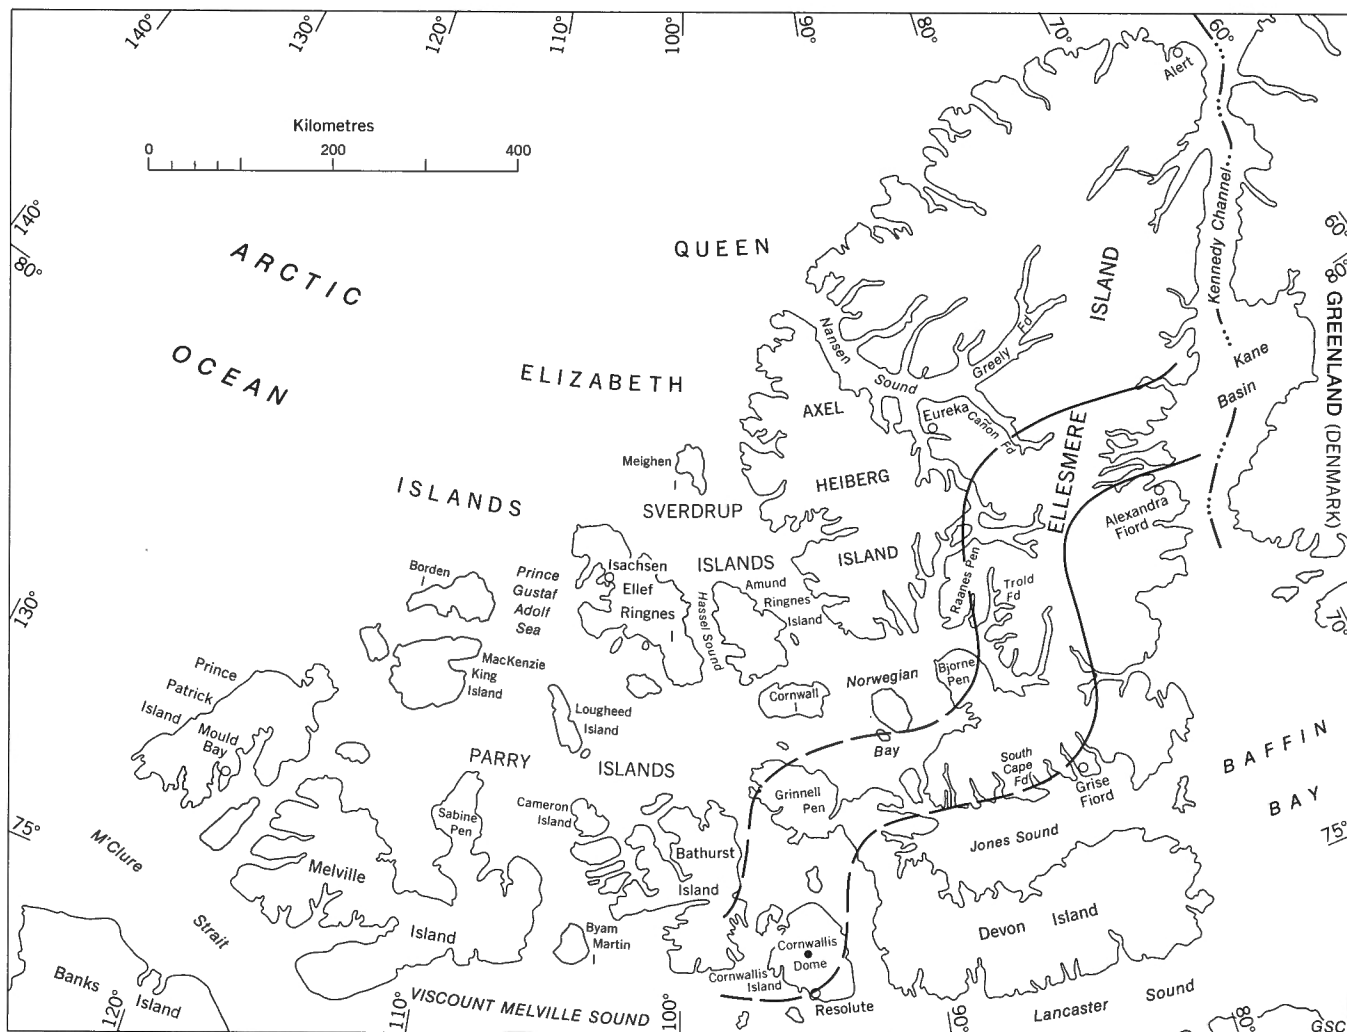 140°
130°
120°
110°
100°
90°
80°
70°
60°
Alert
Kilometres
0 200 400
140°
80°
ARCTIC
OCEAN
QUEEN
ELIZABETH
ISLANDS
Kennedy Channel
60°
80°
GREENLAND (DENMARK)
ISLAND
Nansen
Sound
Greely Fd
Kane
Basin
AXEL
HEIBERG
ISLAND
Eureka
Cañon Fd
ELLESMERE
Meighen
SVERDRUP
ISLANDS
Alexandra
Fiord
Borden
Prince
Gustaf
Adolf
Sea
Isachsen
Ellef
Ringnes
Hassel Sound
Amund
Ringnes
Island
Raanes Pen
Trold
Fd
130°
70°
Prince
Patrick
Island
Mould
Bay
MacKenzie
King
Island
Lougheed
Island
Cornwall
Norwegian
Bay
Bjorne
Pen
PARRY
ISLANDS
South
Cape
Fd
Grise
Fiord
BAFFIN
BAY
Sabine
Pen
Cameron
Island
Grinnell
Pen
Jones Sound
75°
75°
M'Clure
Strait
Melville
Island
Bathurst
Island
Byam
Martin
Devon Island
Cornwallis
Dome
Cornwallis
Island
Resolute
Banks
Island
VISCOUNT MELVILLE SOUND
Lancaster Sound
120°
110°
100°
90°
80°
GSC